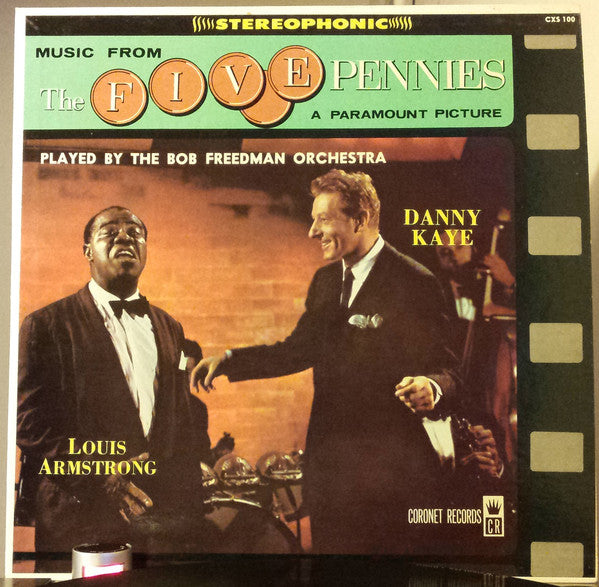 STEREOPHONIC
CXS 100
MUSIC FROM
The FIVE PENNIES
A PARAMOUNT PICTURE
PLAYED BY THE BOB FREEDMAN ORCHESTRA
DANNY
KAYE
LOUIS
ARMSTRONG
CORONET RECORDS
CR